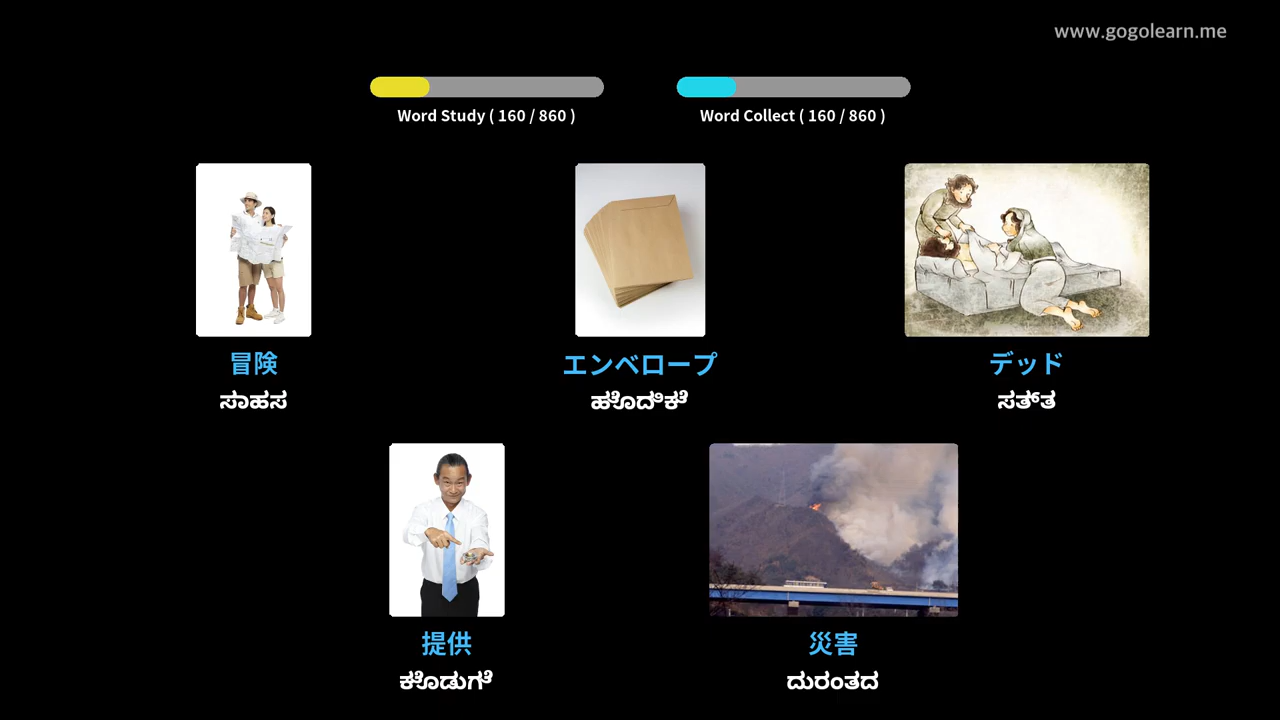 www.gogolearn.me
Word Study ( 160 / 860 )
Word Collect ( 160 / 860 )
冒険
ಸಾಹಸ
エンベロープ
ಹೊದಿಕೆ
デッド
ಸತ್ತ
提供
ಕೊಡುಗೆ
災害
ದುರಂತದ